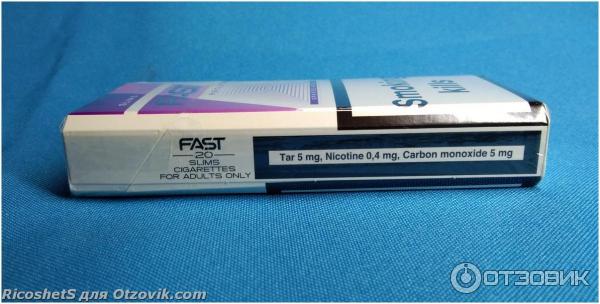 Smoking
kills
FAST
20
SLIMS
CIGARETTES
FOR ADULTS ONLY
Tar 5 mg, Nicotine 0,4 mg, Carbon monoxide 5 mg
RicoshetS для Otzovik.com
ОТЗОВИК